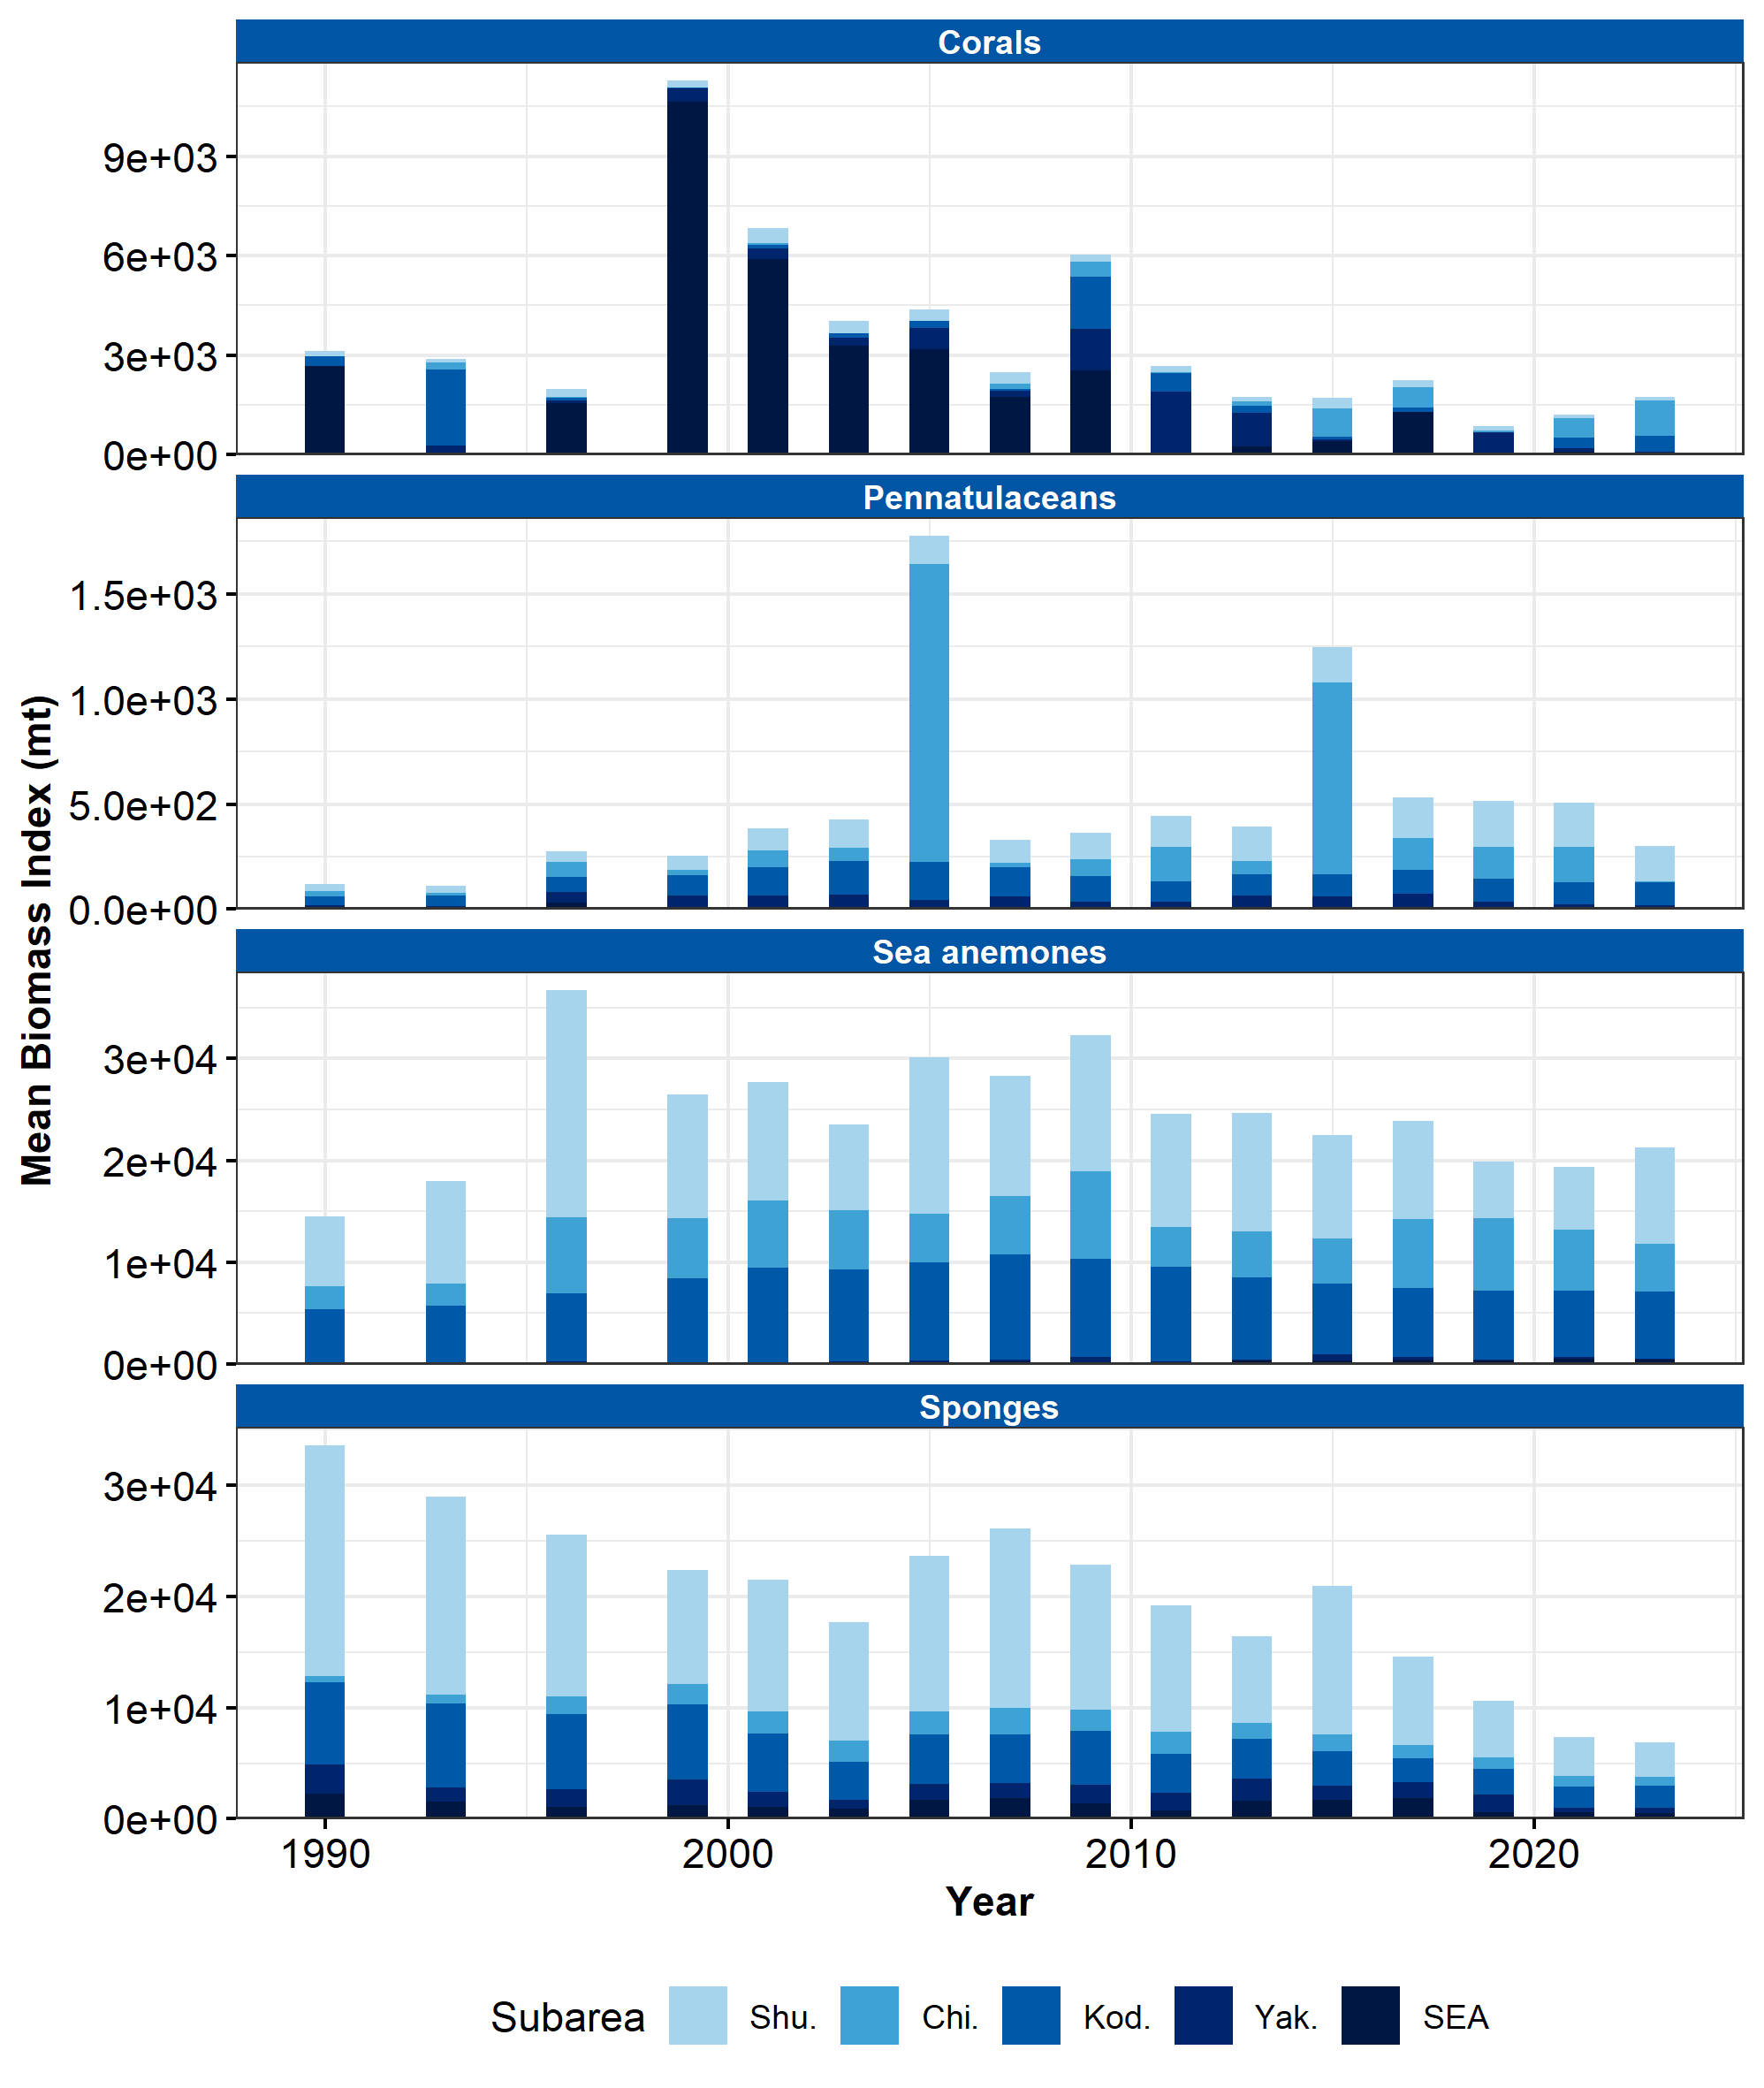 Corals
9e+03
6e+03
3e+03
0e+00
Pennatulaceans
1.5e+03
1.0e+03
5.0e+02
0.0e+00
Sea anemones
3e+04
2e+04
1e+04
0e+00
Sponges
3e+04
2e+04
1e+04
0e+00
Mean Biomass Index (mt)
1990 2000 2010 2020
Year
Subarea Shu. Chi. Kod. Yak. SEA